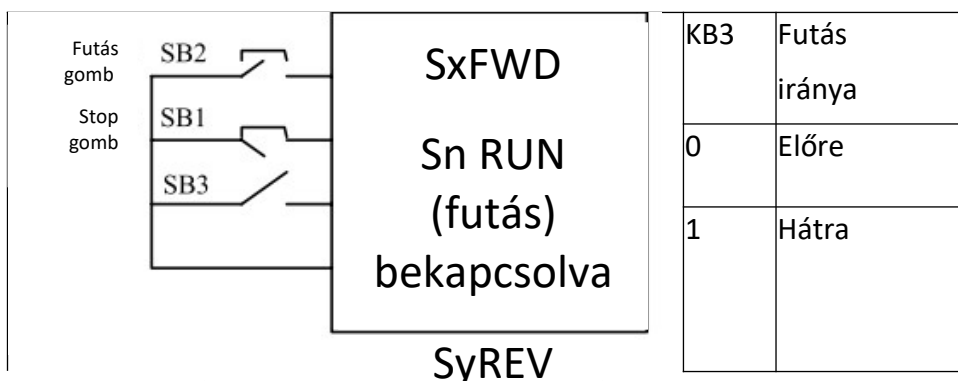 Futás
gomb
SB2
Stop
gomb
SB1
SB3
SxFWD
Sn RUN
(futás)
bekapcsolva
SyREV
KB3 Futás
iránya
0 Előre
1 Hátra